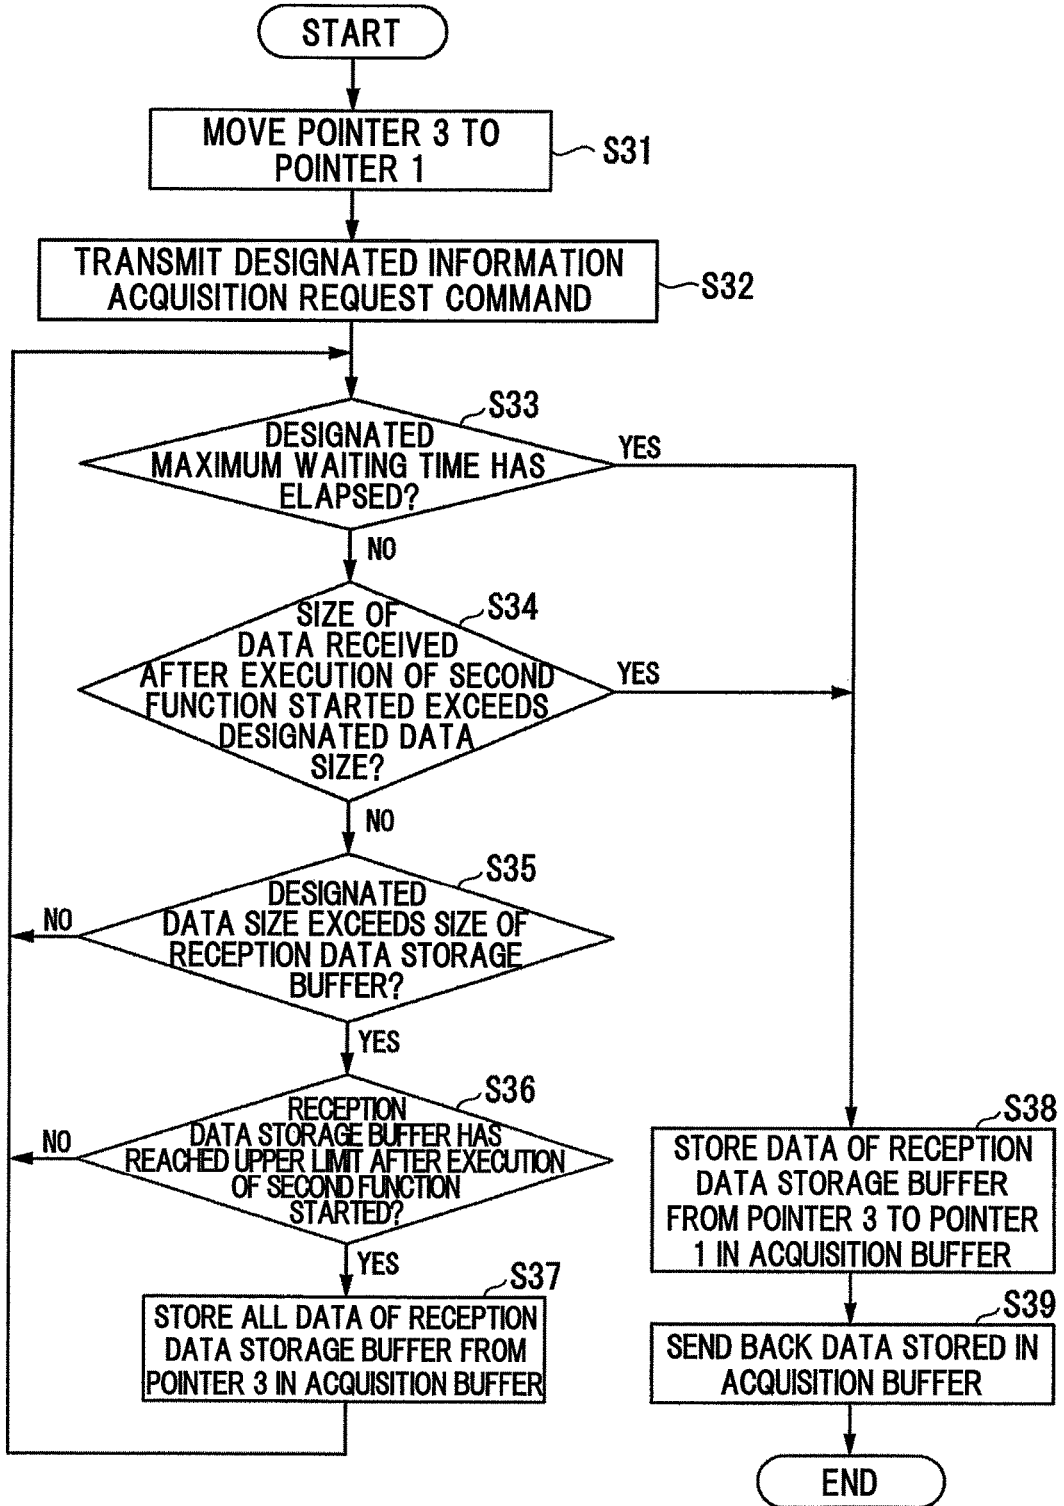 START
MOVE POINTER 3 TO
POINTER 1
S31
TRANSMIT DESIGNATED INFORMATION
ACQUISITION REQUEST COMMAND
S32
S33
DESIGNATED
MAXIMUM WAITING TIME HAS
ELAPSED?
YES
NO
S34
SIZE OF
DATA RECEIVED
AFTER EXECUTION OF SECOND
FUNCTION STARTED EXCEEDS
DESIGNATED DATA
SIZE?
YES
NO
S35
DESIGNATED
DATA SIZE EXCEEDS SIZE OF
RECEPTION DATA STORAGE
BUFFER?
NO
YES
S36
RECEPTION
DATA STORAGE BUFFER HAS
REACHED UPPER LIMIT AFTER EXECUTION
OF SECOND FUNCTION
STARTED?
NO
YES
S37
STORE ALL DATA OF RECEPTION
DATA STORAGE BUFFER FROM
POINTER 3 IN ACQUISITION BUFFER
S38
STORE DATA OF RECEPTION
DATA STORAGE BUFFER
FROM POINTER 3 TO POINTER
1 IN ACQUISITION BUFFER
S39
SEND BACK DATA STORED IN
ACQUISITION BUFFER
END